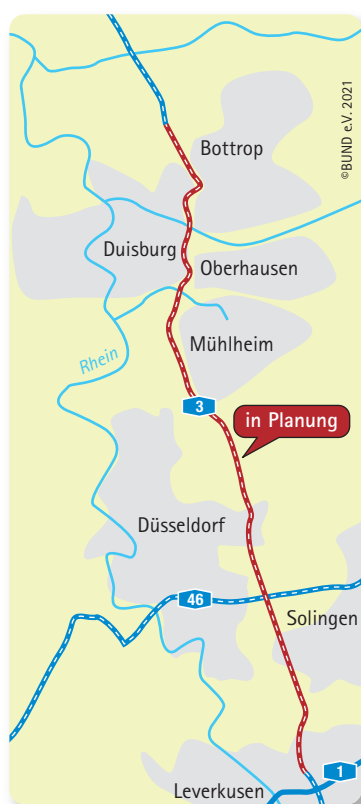 ©BUND e.V. 2021
Bottrop
Duisburg
Oberhausen
Rhein
Mühlheim
3
in Planung
Düsseldorf
46
Solingen
1
Leverkusen